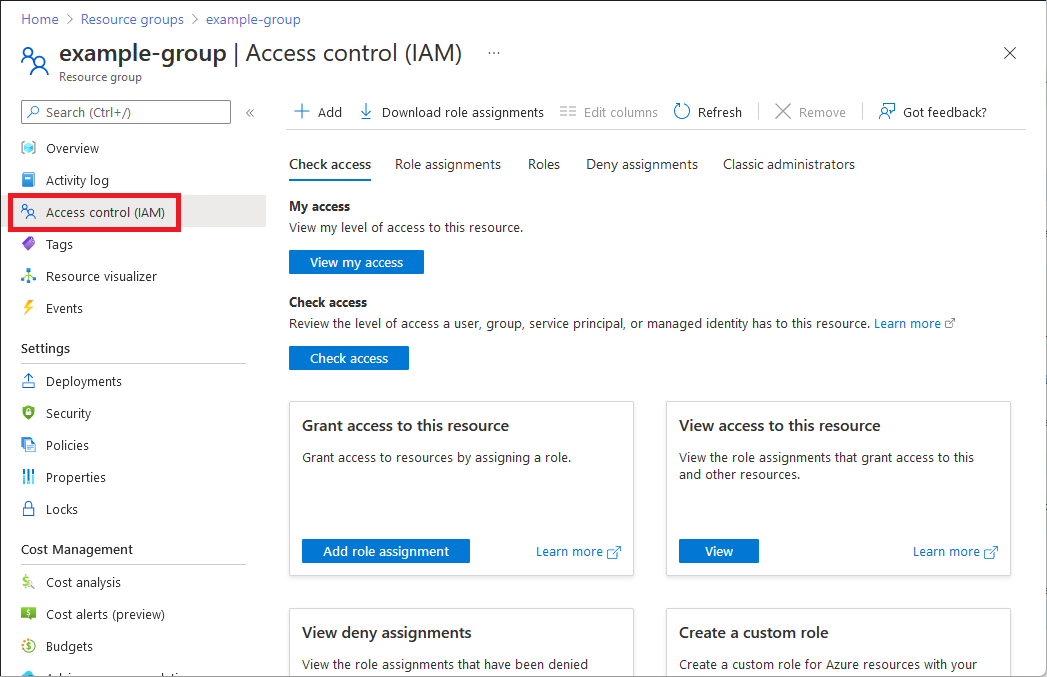 Home > Resource groups > example-group
example-group | Access control (IAM) ...
Resource group
Search (Ctrl+/)
«
Overview
Activity log
Access control (IAM)
Tags
Resource visualizer
Events
Settings
Deployments
Security
Policies
Properties
Locks
Cost Management
Cost analysis
Cost alerts (preview)
Budgets
Add
Download role assignments
Edit columns
Refresh
Remove
Got feedback?
Check access
Role assignments
Roles
Deny assignments
Classic administrators
My access
View my level of access to this resource.
View my access
Check access
Review the level of access a user, group, service principal, or managed identity has to this resource. Learn more
Check access
Grant access to this resource
Grant access to resources by assigning a role.
Add role assignment
Learn more
View access to this resource
View the role assignments that grant access to this
and other resources.
View
Learn more
View deny assignments
View the role assignments that have been denied
Create a custom role
Create a custom role for Azure resources with your